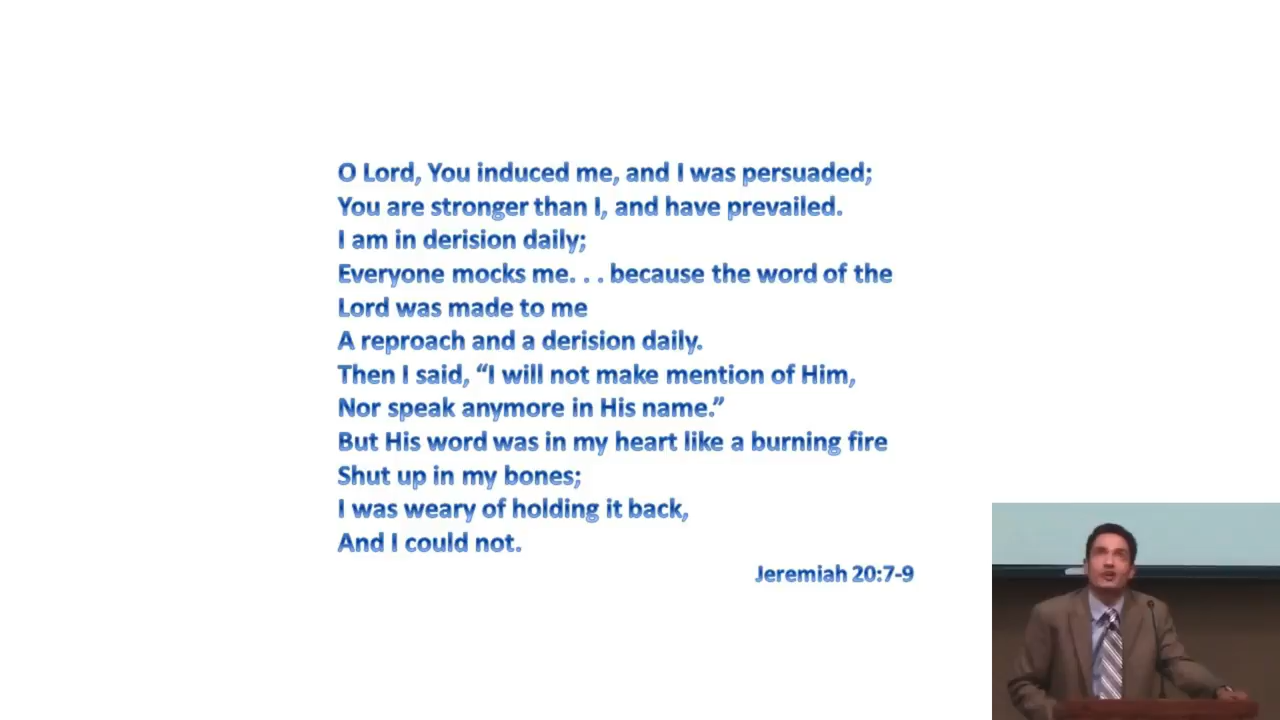 O Lord, You induced me, and I was persuaded;
You are stronger than I, and have prevailed.
I am in derision daily;
Everyone mocks me. . . because the word of the
Lord was made to me
A reproach and a derision daily.
Then I said, “I will not make mention of Him,
Nor speak anymore in His name.”
But His word was in my heart like a burning fire
Shut up in my bones;
I was weary of holding it back,
And I could not.
Jeremiah 20:7-9